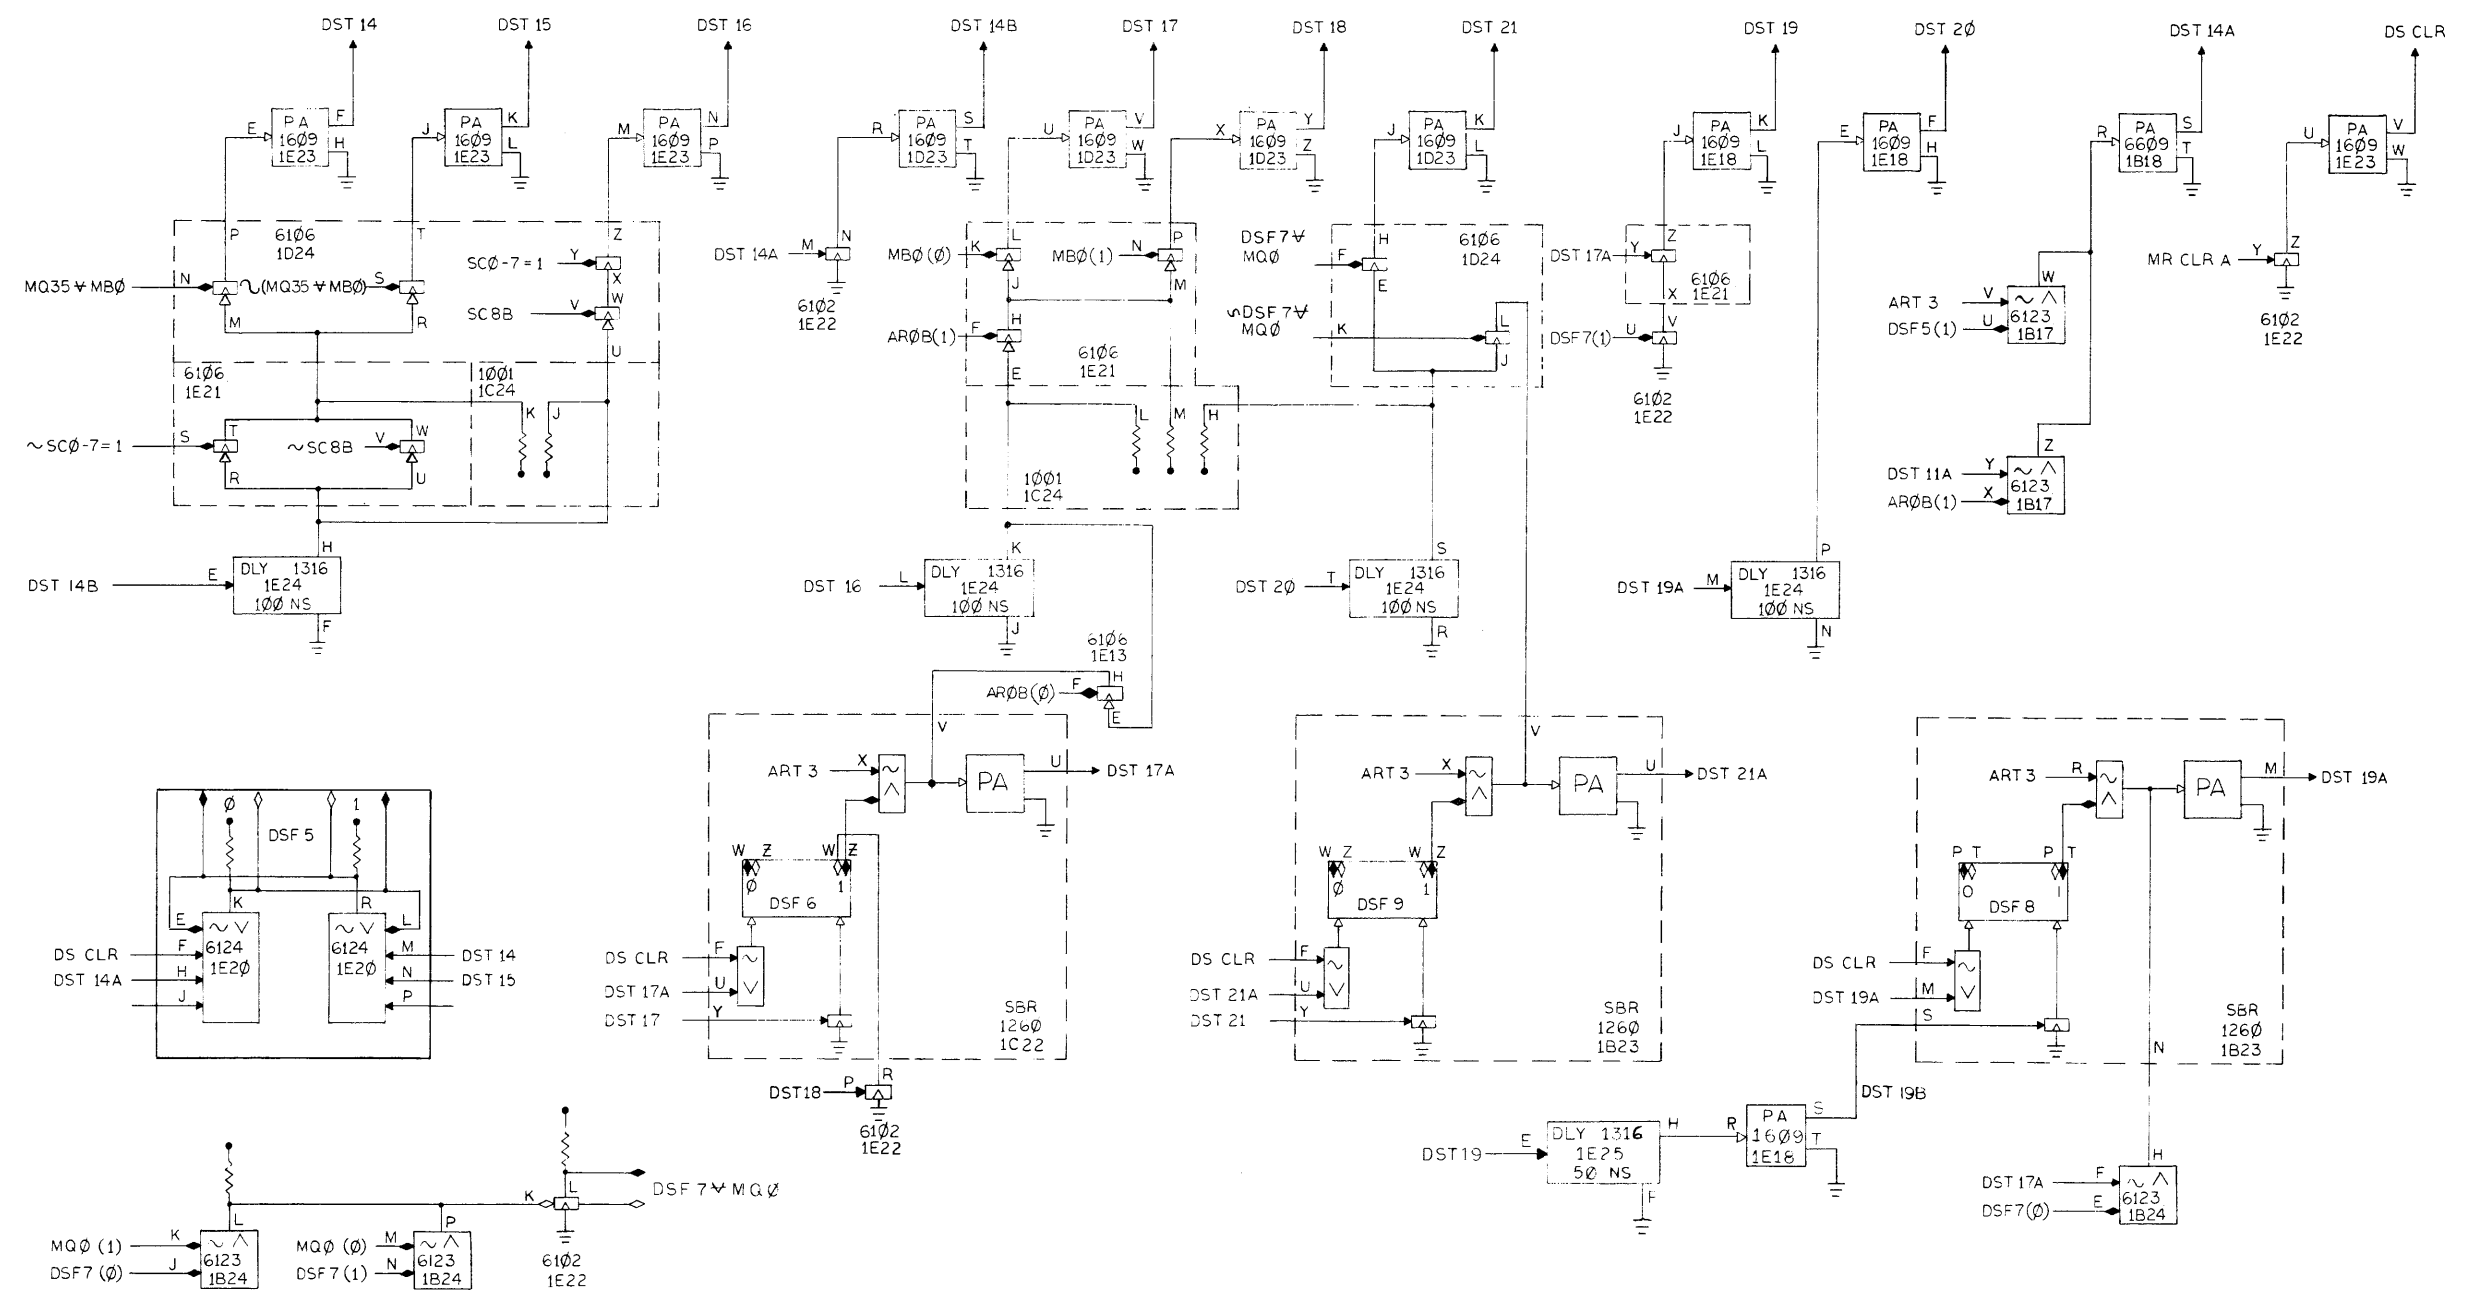 DST 14
DST 15
DST 16
DST 14B
DST 17
DST 18
DST 21
DST 19
DST 2Ø
DST 14A
DS CLR
E PA F
16Ø9 H
1E23
J PA K
16Ø9 L
1E23
M PA N
16Ø9 P
1E23
R PA S
16Ø9 T
1D23
U PA V
16Ø9 W
1D23
X PA Y
16Ø9 Z
1D23
J PA K
16Ø9 L
1D23
J PA K
16Ø9 L
1E18
E PA F
16Ø9 H
1E18
R PA S
66Ø9 T
1B18
U PA V
16Ø9 W
1E23
P 61Ø6 T Z
1D24
SCØ-7=1 Y
X
MQ35 ⩝ MBØ N
~(MQ35 ⩝ MBØ) S
SC8B V W
M R U
61Ø6
1E21
1ØØ1
1C24
K J
~SCØ-7=1 S T
~SC8B V W
R U
H
DST 14B E
DLY 1316
1E24
1ØØ NS
F
DST 14A M N
61Ø2
1E22
MBØ(Ø) K L
J
MBØ(1) N P
M
ARØB(1) F H
E
61Ø6
1E21
L M H
1ØØ1
1C24
K
DST 16 L
DLY 1316
1E24
1ØØ NS
J
DSF7⩝
MQØ
F H
E
61Ø6
1D24
~DSF7⩝
MQØ
K L
J
S
DST 2Ø T
DLY 1316
1E24
1ØØ NS
R
DST 17A Y Z
X
61Ø6
1E21
DSF7(1) U V
61Ø2
1E22
P
DST 19A M
DLY 1316
1E24
1ØØ NS
N
ART 3 V W
DSF5(1) U
~ ∧
6123
1B17
DST 11A Y Z
ARØB(1) X
~ ∧
6123
1B17
MR CLR A Y Z
61Ø2
1E22
61Ø6
1E13
ARØB(Ø) F H
E
Ø 1
DSF 5
E K R L
~ ∨
6124
1E2Ø
~ ∨
6124
1E2Ø
DS CLR F
DST 14A H
J
M DST 14
N DST 15
P
V
ART 3 X ~ ∧ PA U DST 17A
W Z W Z
Ø 1
DSF 6
DS CLR F ~
DST 17A U ∨
DST 17 Y
SBR
126Ø
1C22
DST18 P R
61Ø2
1E22
V
ART 3 X ~ ∧ PA U DST 21A
W Z W Z
Ø 1
DSF 9
DS CLR F ~
DST 21A U ∨
DST 21 Y
SBR
126Ø
1B23
ART 3 R ~ ∧ PA M DST 19A
P T P T
O 1
DSF 8
DS CLR F ~
DST 19A M ∨
S
SBR
126Ø
1B23
N
DST 19B
DST19 E
DLY 1316
1E25
5Ø NS
H F
R PA S
16Ø9 T
1E18
H
DST 17A F
DSF7(Ø) E
~ ∧
6123
1B24
MQØ (1) K L
DSF7 (Ø) J
~ ∧
6123
1B24
MQØ (Ø) M P
DSF7 (1) N
~ ∧
6123
1B24
K L
DSF 7⩝MQØ
61Ø2
1E22